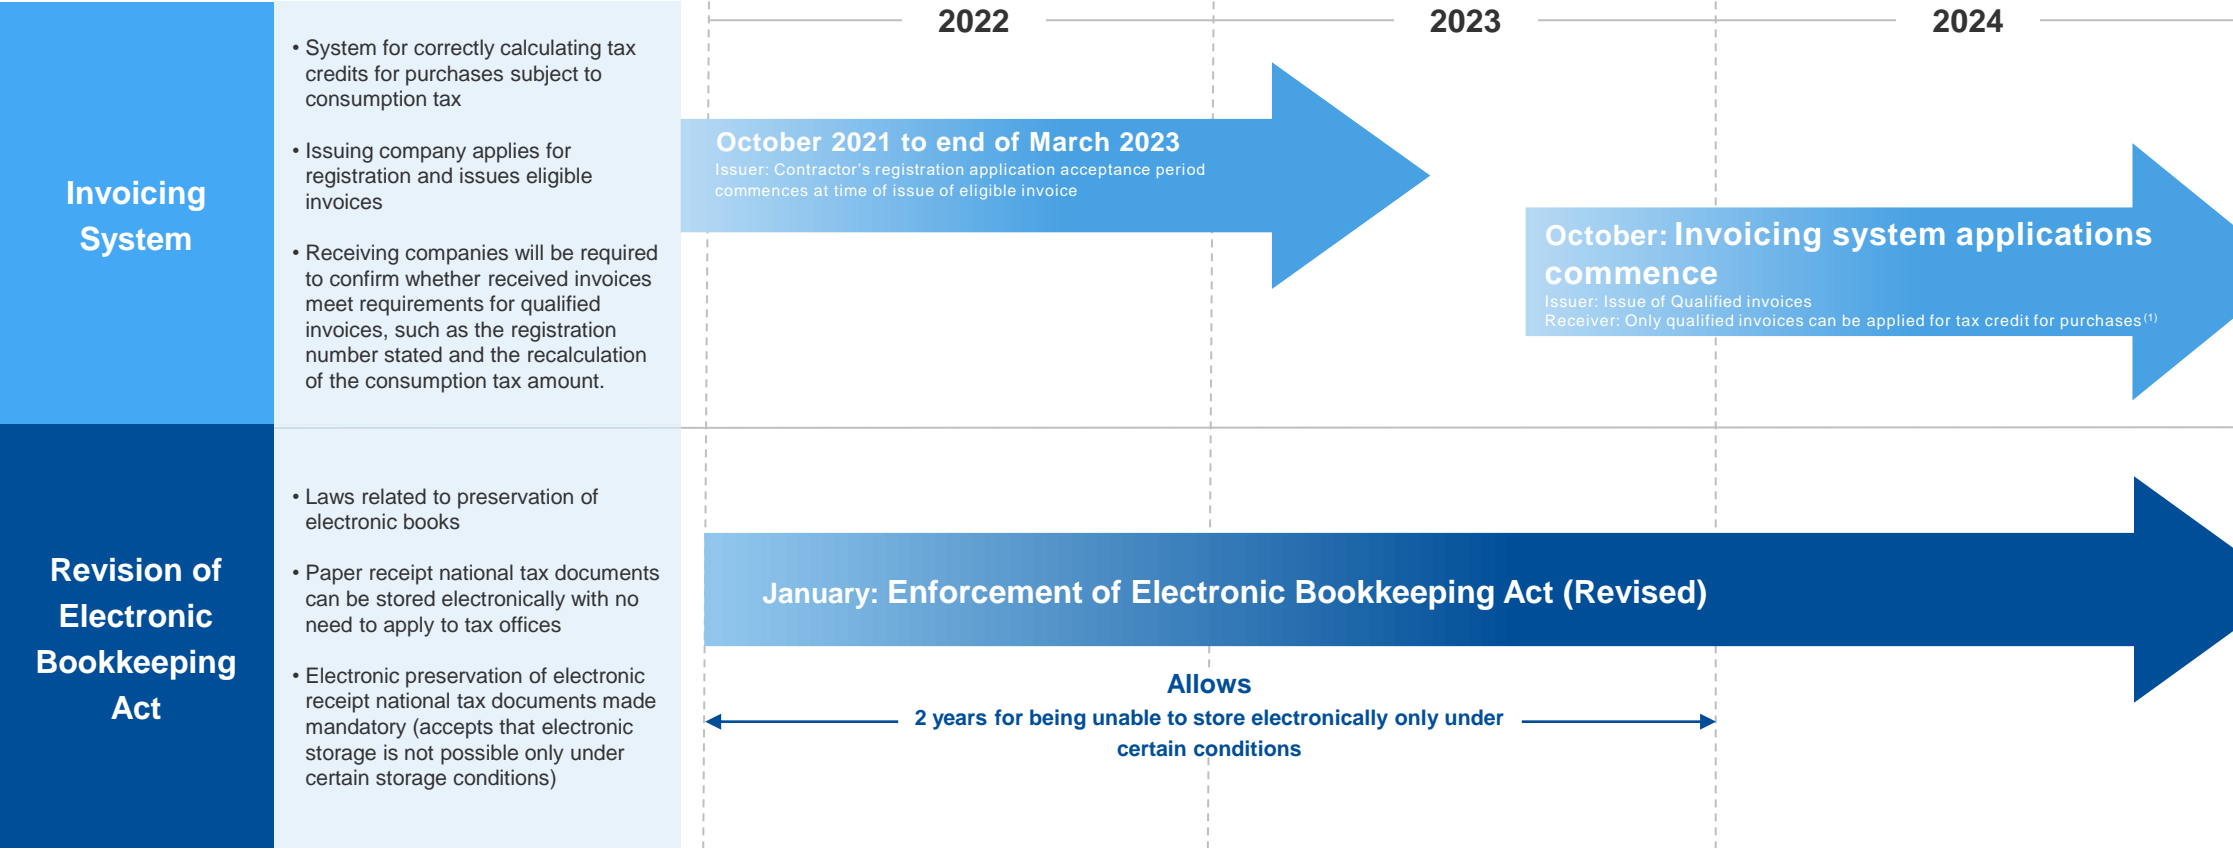 2022
2023
2024
Invoicing
System
• System for correctly calculating tax
credits for purchases subject to
consumption tax
• Issuing company applies for
registration and issues eligible
invoices
• Receiving companies will be required
to confirm whether received invoices
meet requirements for qualified
invoices, such as the registration
number stated and the recalculation
of the consumption tax amount.
October 2021 to end of March 2023
Issuer: Contractor's registration application acceptance period
commences at time of issue of eligible invoice
October: Invoicing system applications
commence
Issuer: Issue of Qualified invoices
Receiver: Only qualified invoices can be applied for tax credit for purchases(1)
Revision of
Electronic
Bookkeeping
Act
• Laws related to preservation of
electronic books
• Paper receipt national tax documents
can be stored electronically with no
need to apply to tax offices
• Electronic preservation of electronic
receipt national tax documents made
mandatory (accepts that electronic
storage is not possible only under
certain storage conditions)
January: Enforcement of Electronic Bookkeeping Act (Revised)
Allows
2 years for being unable to store electronically only under
certain conditions